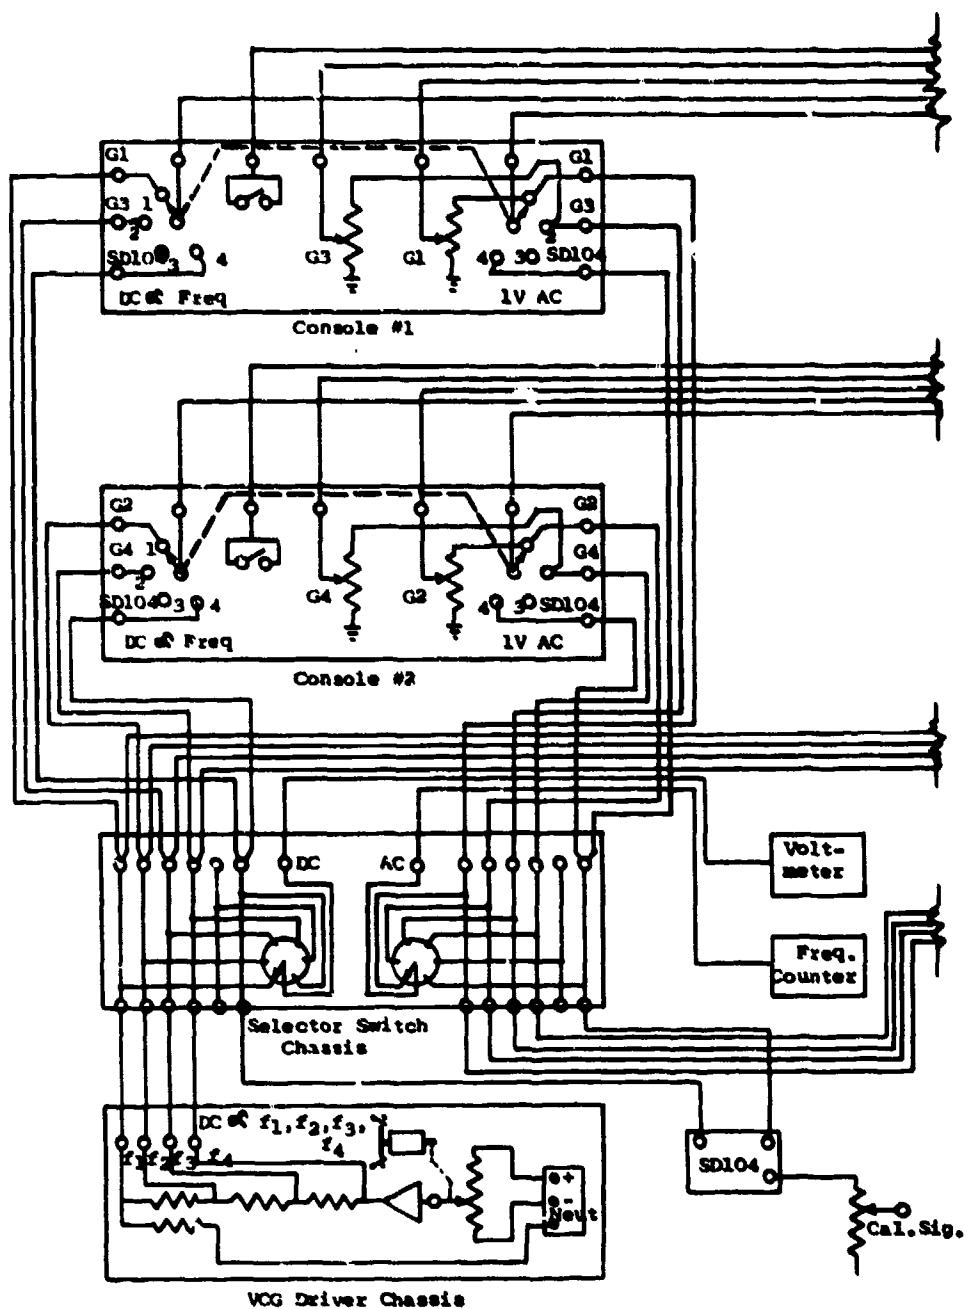 G1
G1
G3 1
G3
2
2
SD104 3 4
G3
G1
4 3 SD104
DC Freq
1V AC
Console #1
G2
G2
G4 1
G4
2
SD104 3 4
G4
G2
4 3 SD104
DC Freq
1V AC
Console #2
DC
AC
Volt-
meter
Freq.
Counter
Selector Switch
Chassis
DC f1,f2,f3,
f4
f1 f2 f3 f4
+
-
Neut
SD104
Cal.Sig.
VCG Driver Chassis